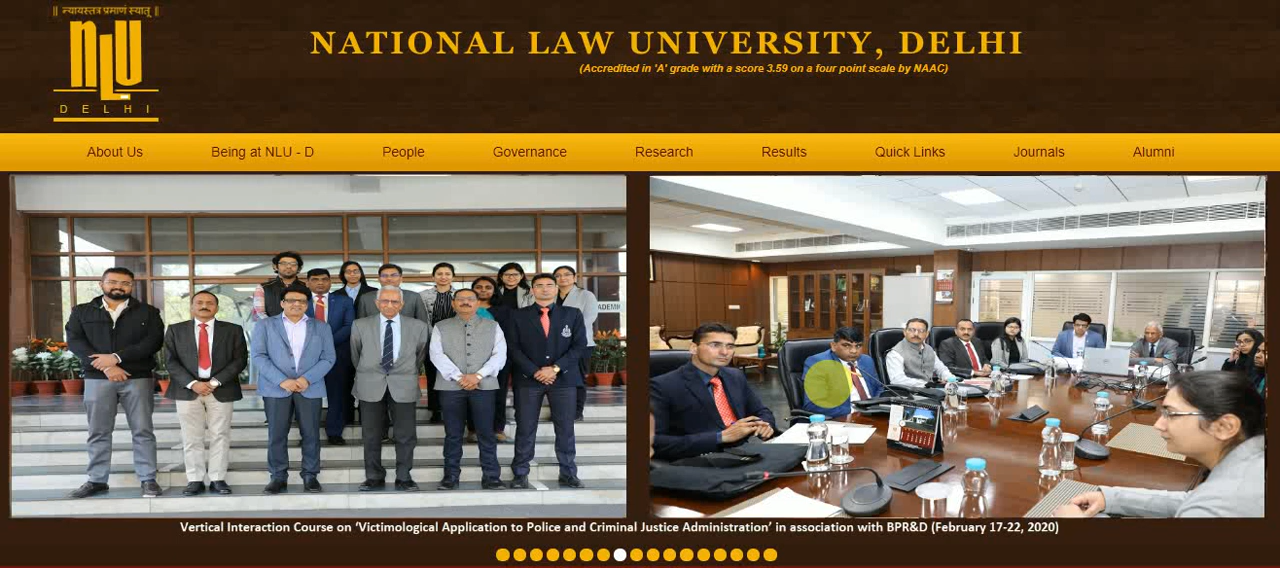 || न्यायस्तत्र प्रमाणं स्यात् ||
nLU
DELHI
NATIONAL LAW UNIVERSITY, DELHI
(Accredited in 'A' grade with a score 3.59 on a four point scale by NAAC)
About Us Being at NLU - D People Governance Research Results Quick Links Journals Alumni
Vertical Interaction Course on ‘Victimological Application to Police and Criminal Justice Administration’ in association with BPR&D (February 17-22, 2020)